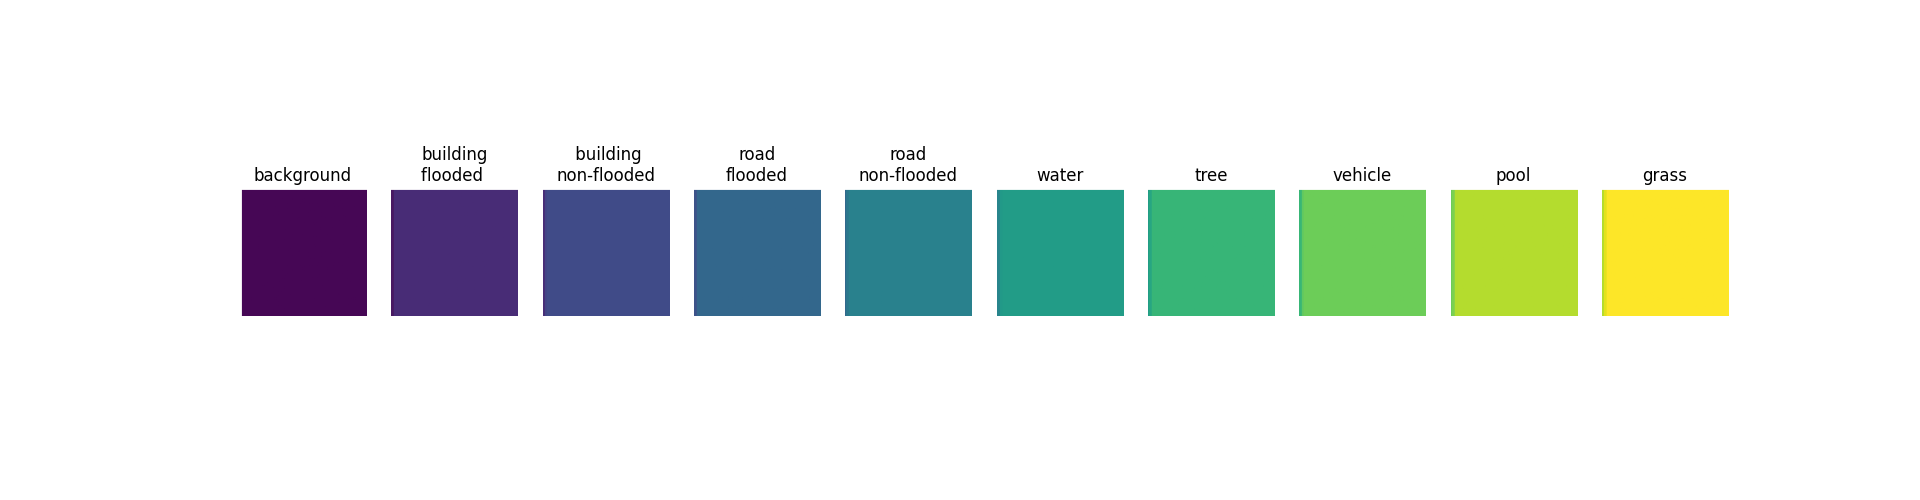 background
building
flooded
building
non-flooded
road
flooded
road
non-flooded
water
tree
vehicle
pool
grass